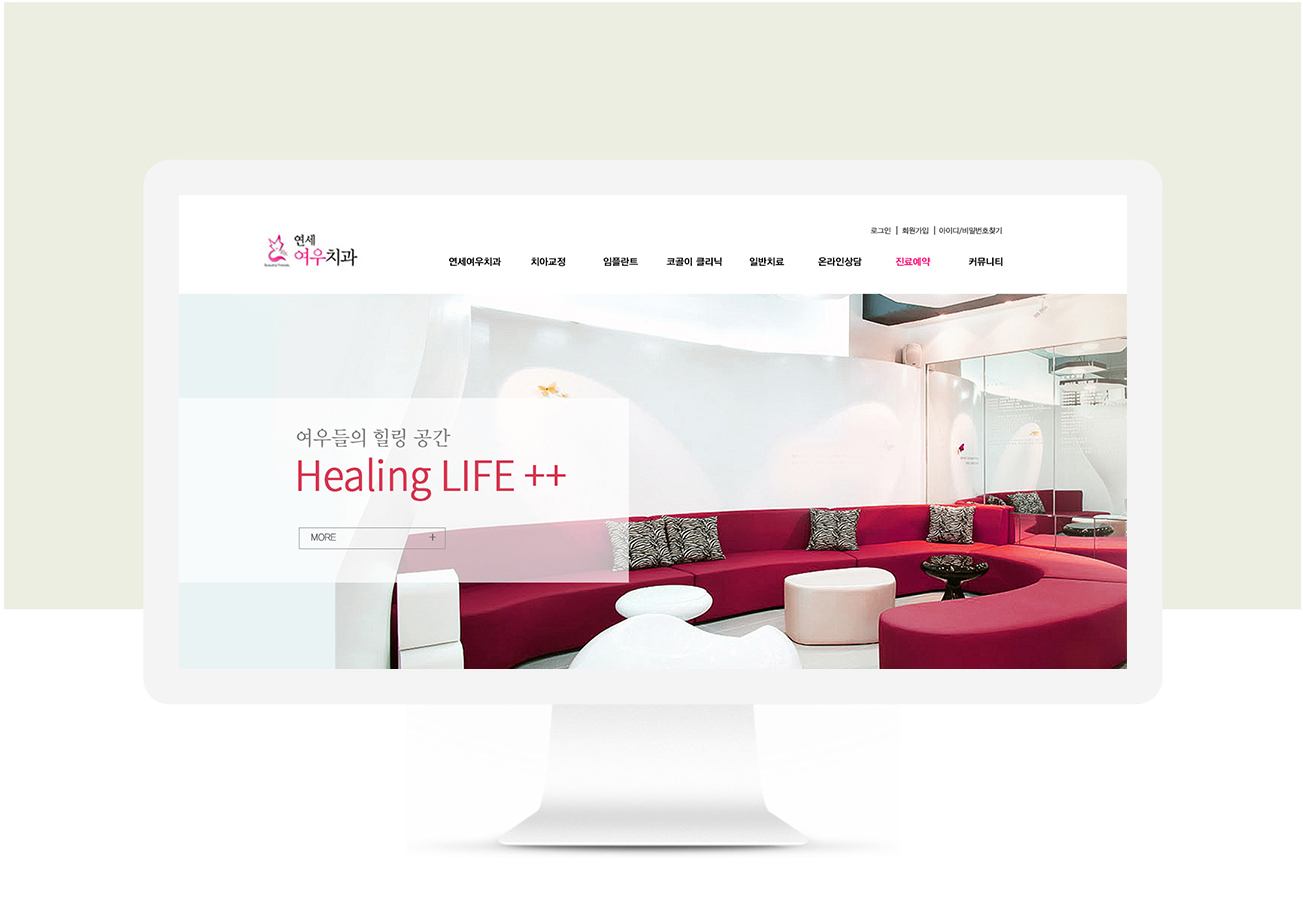 연세
여우치과
로그인 | 회원가입 | 아이디/비밀번호찾기
연세여우치과 치아교정 임플란트 코골이 클리닉 일반치료 온라인상담 진료예약 커뮤니티
여우들의 힐링 공간
Healing LIFE ++
MORE +